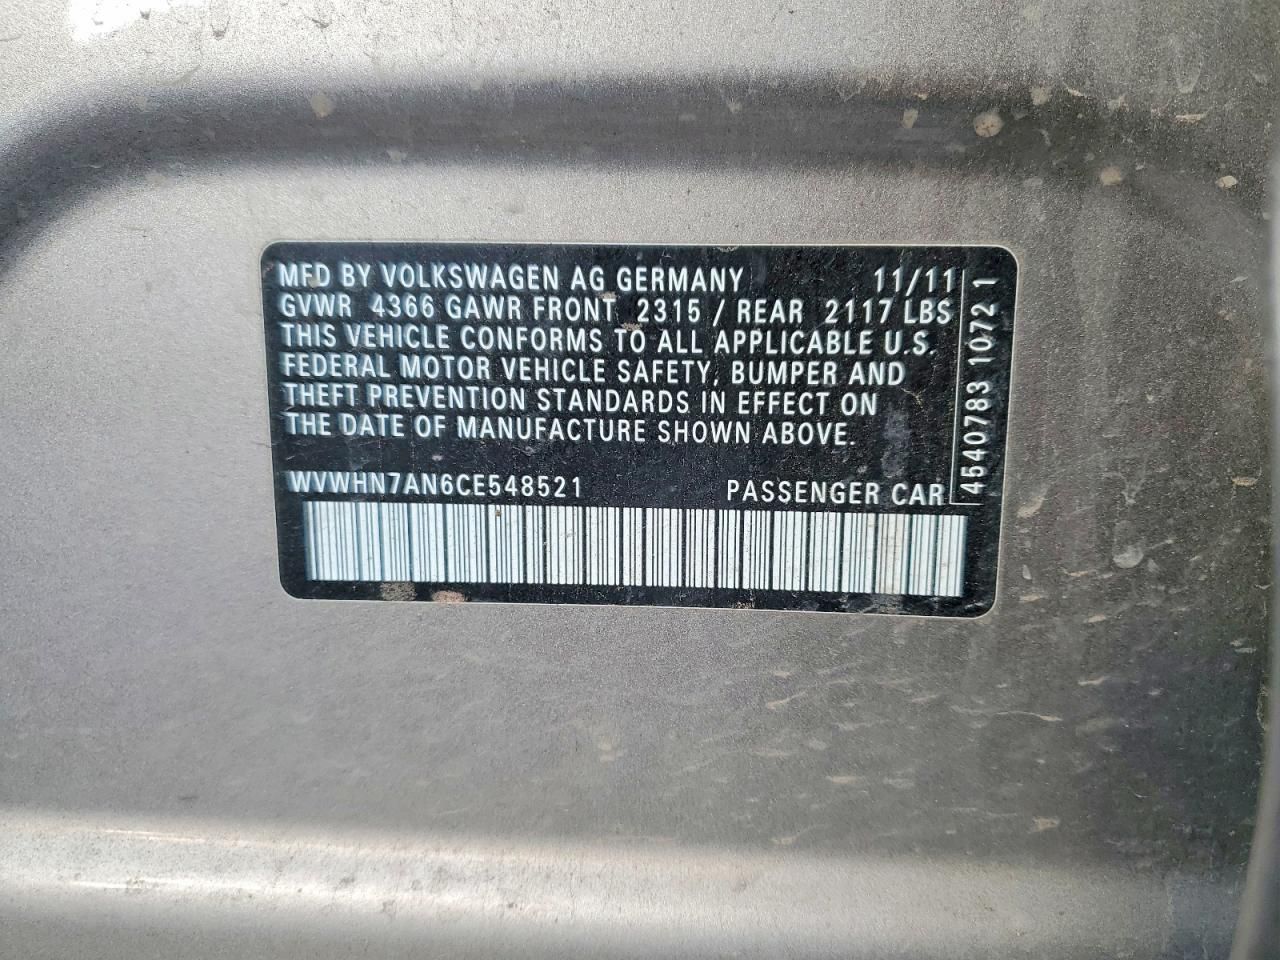 MFD BY VOLKSWAGEN AG GERMANY 11/11
GVWR 4366 GAWR FRONT 2315 / REAR 2117 LBS
THIS VEHICLE CONFORMS TO ALL APPLICABLE U.S.
FEDERAL MOTOR VEHICLE SAFETY, BUMPER AND
THEFT PREVENTION STANDARDS IN EFFECT ON
THE DATE OF MANUFACTURE SHOWN ABOVE.
WVWHN7AN6CE548521 PASSENGER CAR
4540783 1072 1